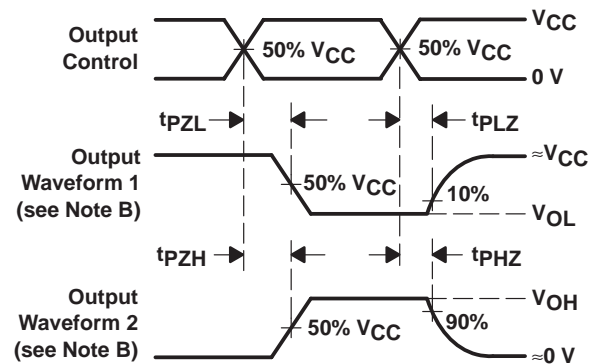 Output
Control
50% VCC
50% VCC
VCC
0 V
tPZL
tPLZ
Output
Waveform 1
(see Note B)
50% VCC
10%
≈VCC
VOL
tPZH
tPHZ
Output
Waveform 2
(see Note B)
50% VCC
90%
VOH
≈0 V